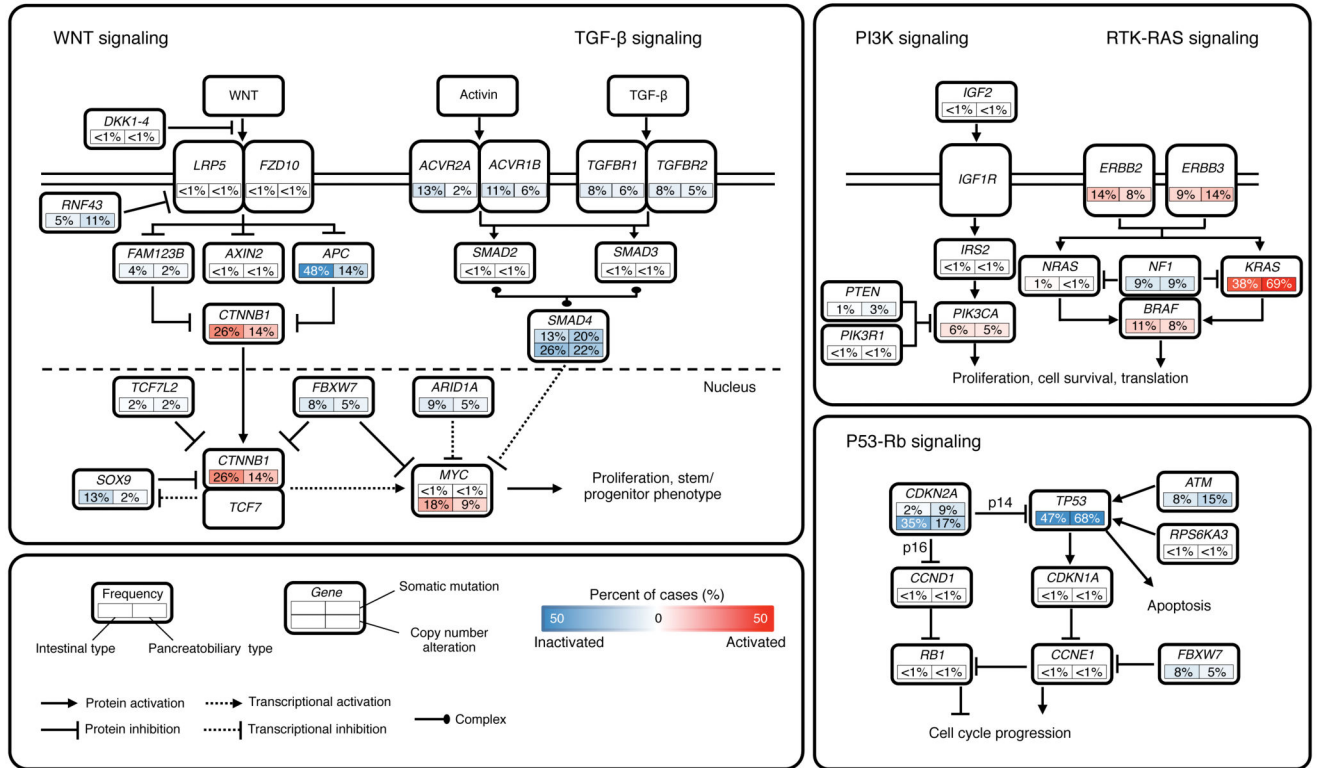 WNT signaling
TGF-β signaling
WNT
Activin
TGF-β
DKK1-4
<1% <1%
LRP5
<1% <1%
FZD10
<1% <1%
ACVR2A
13% 2%
ACVR1B
11% 6%
TGFBR1
8% 6%
TGFBR2
8% 5%
RNF43
5% 11%
FAM123B
4% 2%
AXIN2
<1% <1%
APC
48% 14%
SMAD2
<1% <1%
SMAD3
<1% <1%
CTNNB1
26% 14%
SMAD4
13% 20%
26% 22%
Nucleus
TCF7L2
2% 2%
FBXW7
8% 5%
ARID1A
9% 5%
SOX9
13% 2%
CTNNB1
26% 14%
TCF7
MYC
<1% <1%
18% 9%
Proliferation, stem/
progenitor phenotype
PI3K signaling
RTK-RAS signaling
IGF2
<1% <1%
IGF1R
ERBB2
14% 8%
ERBB3
9% 14%
IRS2
<1% <1%
NRAS
1% <1%
NF1
9% 9%
KRAS
38% 69%
PTEN
1% 3%
PIK3R1
<1% <1%
PIK3CA
6% 5%
BRAF
11% 8%
Proliferation, cell survival, translation
P53-Rb signaling
CDKN2A
2% 9%
35% 17%
p14
p16
TP53
47% 68%
ATM
8% 15%
RPS6KA3
<1% <1%
CCND1
<1% <1%
CDKN1A
<1% <1%
Apoptosis
RB1
<1% <1%
CCNE1
<1% <1%
FBXW7
8% 5%
Cell cycle progression
Frequency
Intestinal type
Pancreatobiliary type
Gene
Somatic mutation
Copy number
alteration
Percent of cases (%)
50 0 50
Inactivated
Activated
Protein activation
Transcriptional activation
Protein inhibition
Transcriptional inhibition
Complex